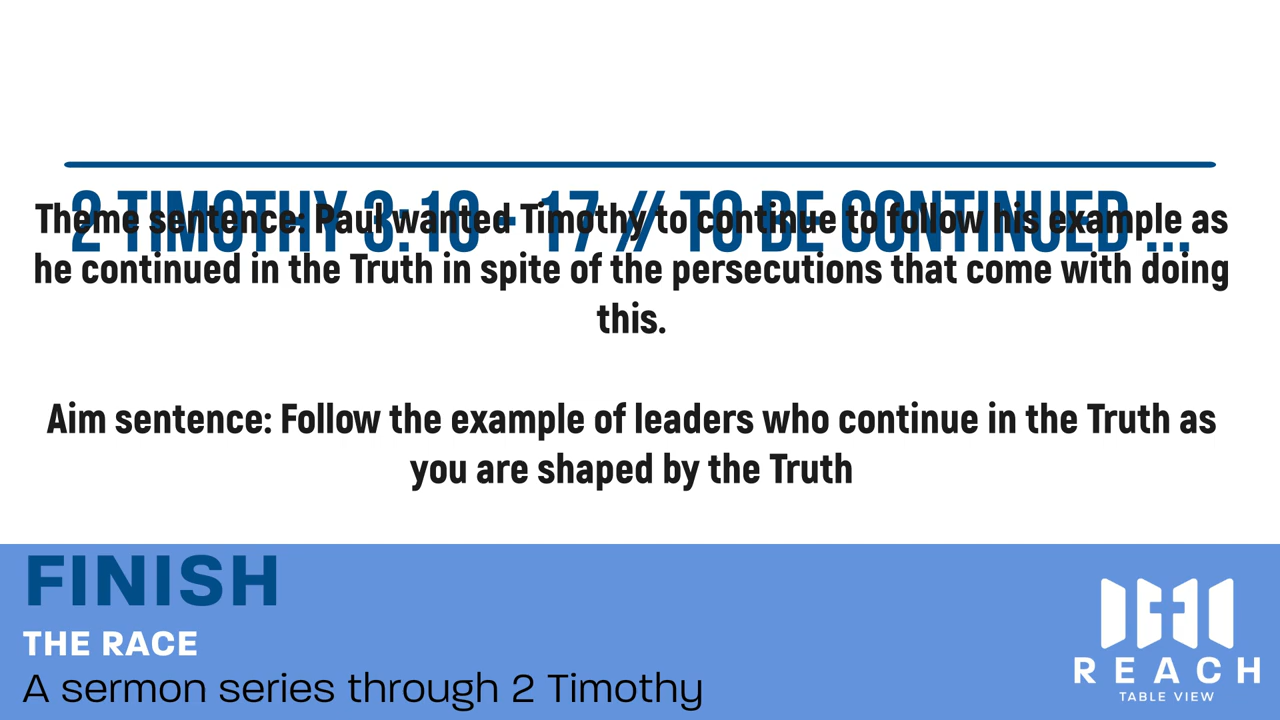 2 TIMOTHY 3:10 - 17 // TO BE CONTINUED ...
Theme sentence: Paul wanted Timothy to continue to follow his example as
he continued in the Truth in spite of the persecutions that come with doing
this.
Aim sentence: Follow the example of leaders who continue in the Truth as
you are shaped by the Truth
FINISH
THE RACE
A sermon series through 2 Timothy
REACH
TABLE VIEW